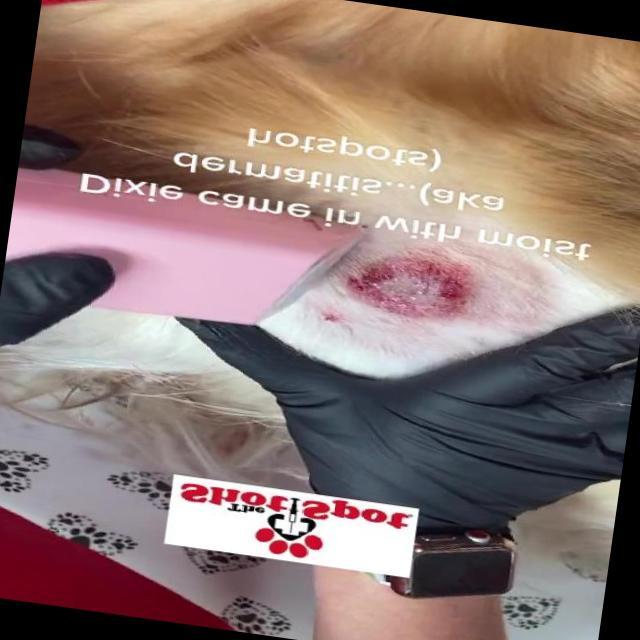 Dixie came in with moist
dermatitis...(aka
hotspots)
The
Shot Spot